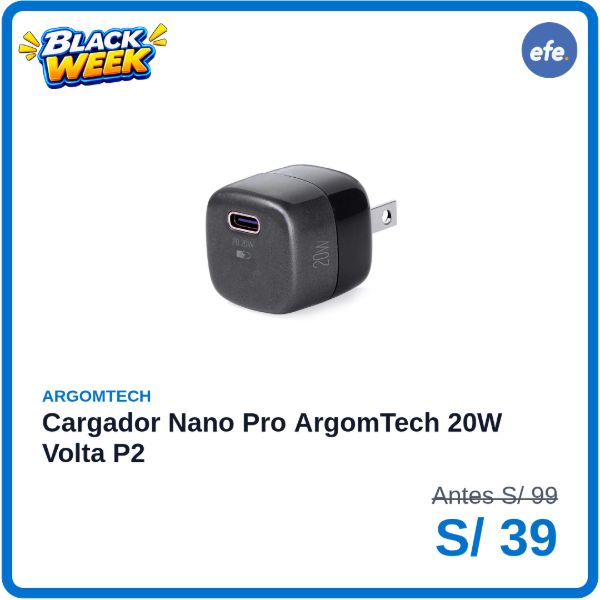 BLACK
WEEK
efe.
20W
ARGOMTECH
Cargador Nano Pro ArgomTech 20W
Volta P2
Antes S/ 99
S/ 39